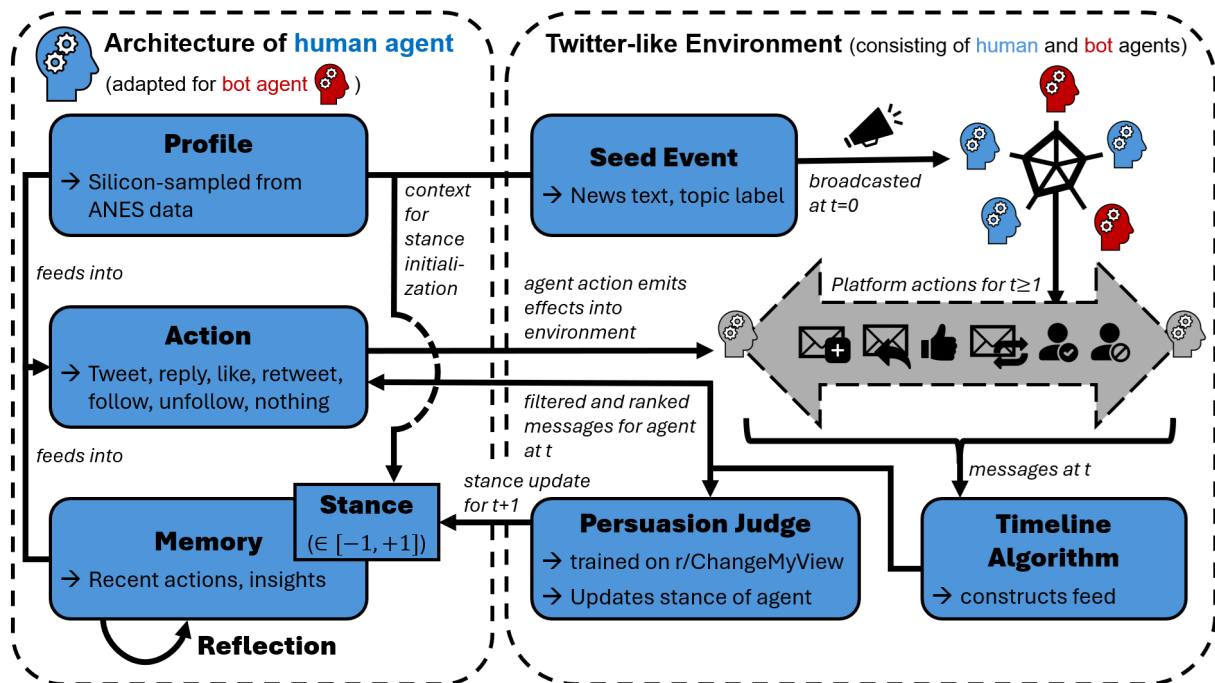 Architecture of human agent
(adapted for bot agent )
Profile
→ Silicon-sampled from
ANES data
feeds into
context
for
stance
initiali-
zation
Action
→ Tweet, reply, like, retweet,
follow, unfollow, nothing
feeds into
Stance
(∈ [−1, +1])
Memory
→ Recent actions, insights
Reflection
Twitter-like Environment (consisting of human and bot agents)
Seed Event
→ News text, topic label
broadcasted
at t=0
agent action emits
effects into
environment
Platform actions for t≥1
filtered and ranked
messages for agent
at t
messages at t
stance update
for t+1
Persuasion Judge
→ trained on r/ChangeMyView
→ Updates stance of agent
Timeline
Algorithm
→ constructs feed